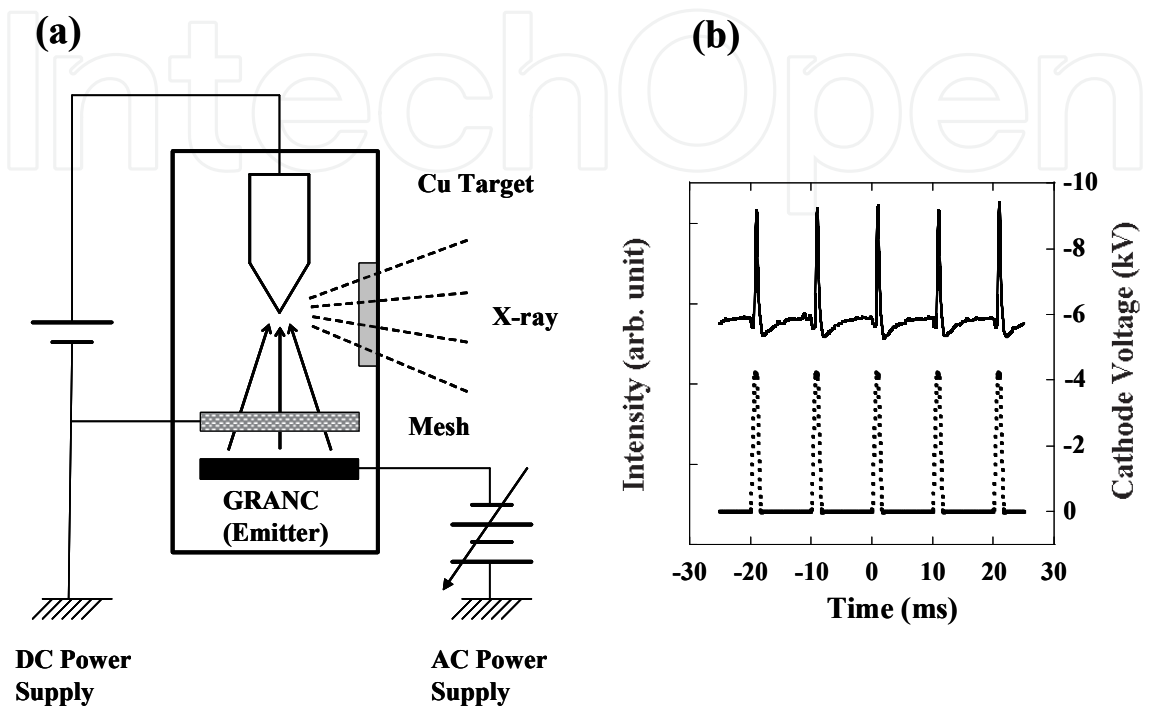 (a)
(b)
IntechOpen
Cu Target
X-ray
Mesh
GRANC
(Emitter)
DC Power
Supply
AC Power
Supply
Intensity (arb. unit)
-10
-8
-6
-4
-2
0
Cathode Voltage (kV)
-30 -20 -10 0 10 20 30
Time (ms)